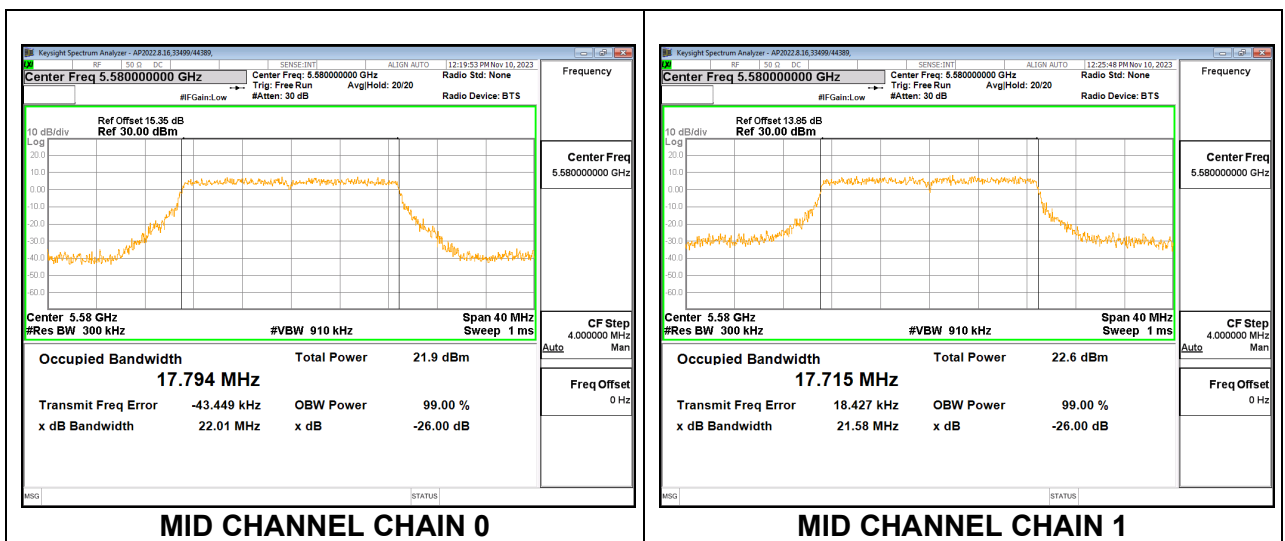 Keysight Spectrum Analyzer - AP2022.8.16,33499/44389,
LXI RF 50 Ω DC SENSE:INT ALIGN AUTO 12:19:53 PM Nov 10, 2023
Center Freq 5.580000000 GHz Center Freq: 5.580000000 GHz Radio Std: None Frequency
Trig: Free Run Avg|Hold: 20/20
#IFGain:Low #Atten: 30 dB Radio Device: BTS
Ref Offset 15.35 dB
10 dB/div Ref 30.00 dBm
Log
20.0
10.0
0.00
-10.0
-20.0
-30.0
-40.0
-50.0
-60.0
Center Freq
5.580000000 GHz
Center 5.58 GHz Span 40 MHz
#Res BW 300 kHz #VBW 910 kHz Sweep 1 ms
CF Step
4.000000 MHz
Auto Man
Occupied Bandwidth Total Power 21.9 dBm
17.794 MHz
Freq Offset
0 Hz
Transmit Freq Error -43.449 kHz OBW Power 99.00 %
x dB Bandwidth 22.01 MHz x dB -26.00 dB
MSG STATUS
MID CHANNEL CHAIN 0
Keysight Spectrum Analyzer - AP2022.8.16,33499/44389,
LXI RF 50 Ω DC SENSE:INT ALIGN AUTO 12:25:48 PM Nov 10, 2023
Center Freq 5.580000000 GHz Center Freq: 5.580000000 GHz Radio Std: None Frequency
Trig: Free Run Avg|Hold: 20/20
#IFGain:Low #Atten: 30 dB Radio Device: BTS
Ref Offset 13.85 dB
10 dB/div Ref 30.00 dBm
Log
20.0
10.0
0.00
-10.0
-20.0
-30.0
-40.0
-50.0
-60.0
Center Freq
5.580000000 GHz
Center 5.58 GHz Span 40 MHz
#Res BW 300 kHz #VBW 910 kHz Sweep 1 ms
CF Step
4.000000 MHz
Auto Man
Occupied Bandwidth Total Power 22.6 dBm
17.715 MHz
Freq Offset
0 Hz
Transmit Freq Error 18.427 kHz OBW Power 99.00 %
x dB Bandwidth 21.58 MHz x dB -26.00 dB
MSG STATUS
MID CHANNEL CHAIN 1